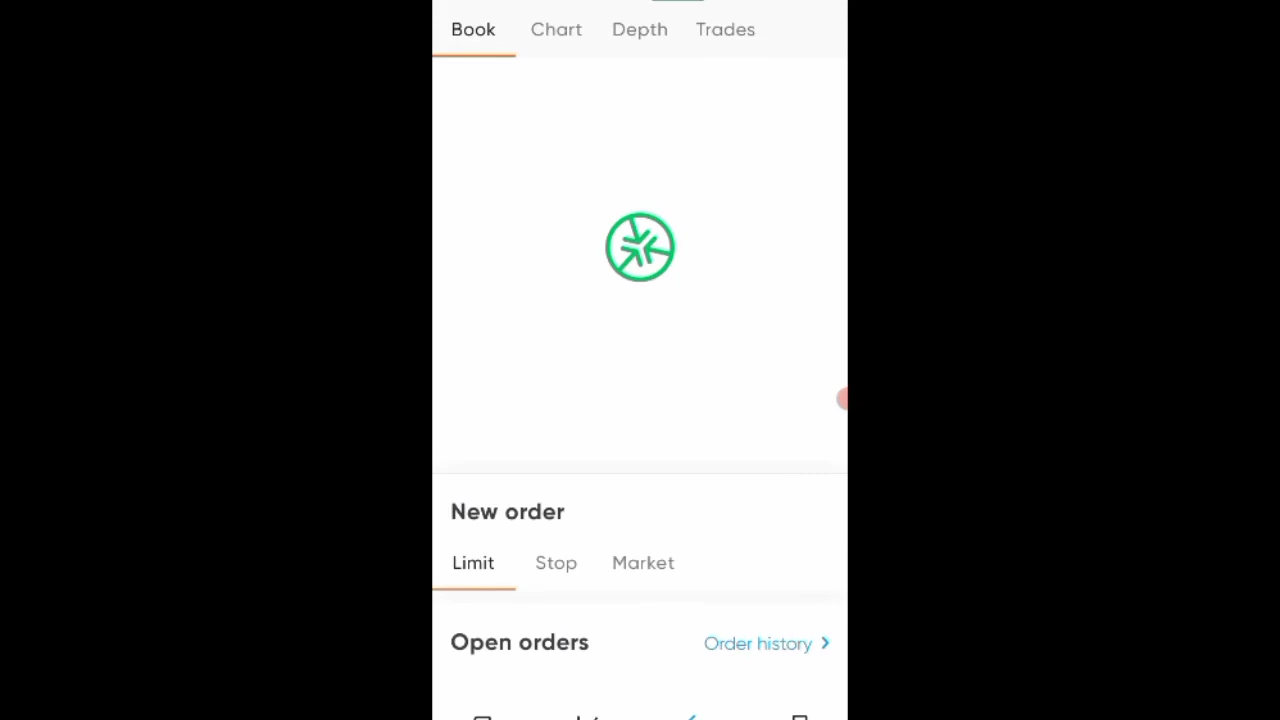 Book Chart Depth Trades
New order
Limit Stop Market
Open orders Order history